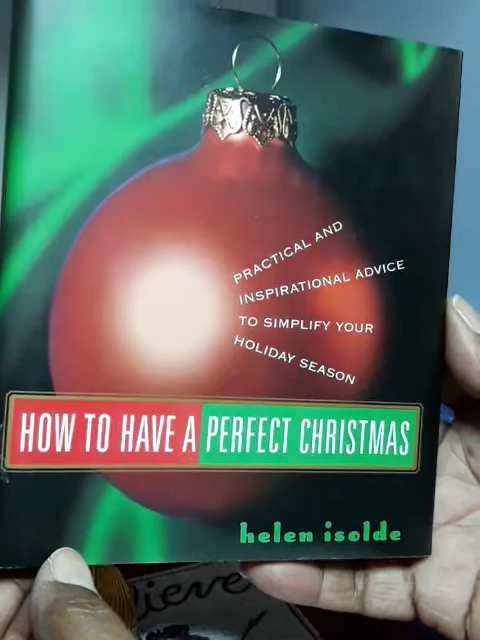 PRACTICAL AND
INSPIRATIONAL ADVICE
TO SIMPLIFY YOUR
HOLIDAY SEASON
HOW TO HAVE A PERFECT CHRISTMAS
helen isolde